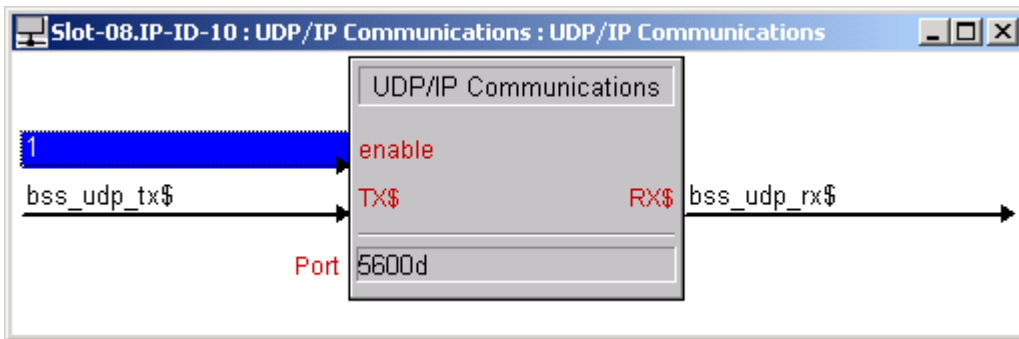 Slot-08.IP-ID-10 : UDP/IP Communications : UDP/IP Communications
UDP/IP Communications
1
enable
bss_udp_tx$
TX$
RX$
bss_udp_rx$
Port
5600d